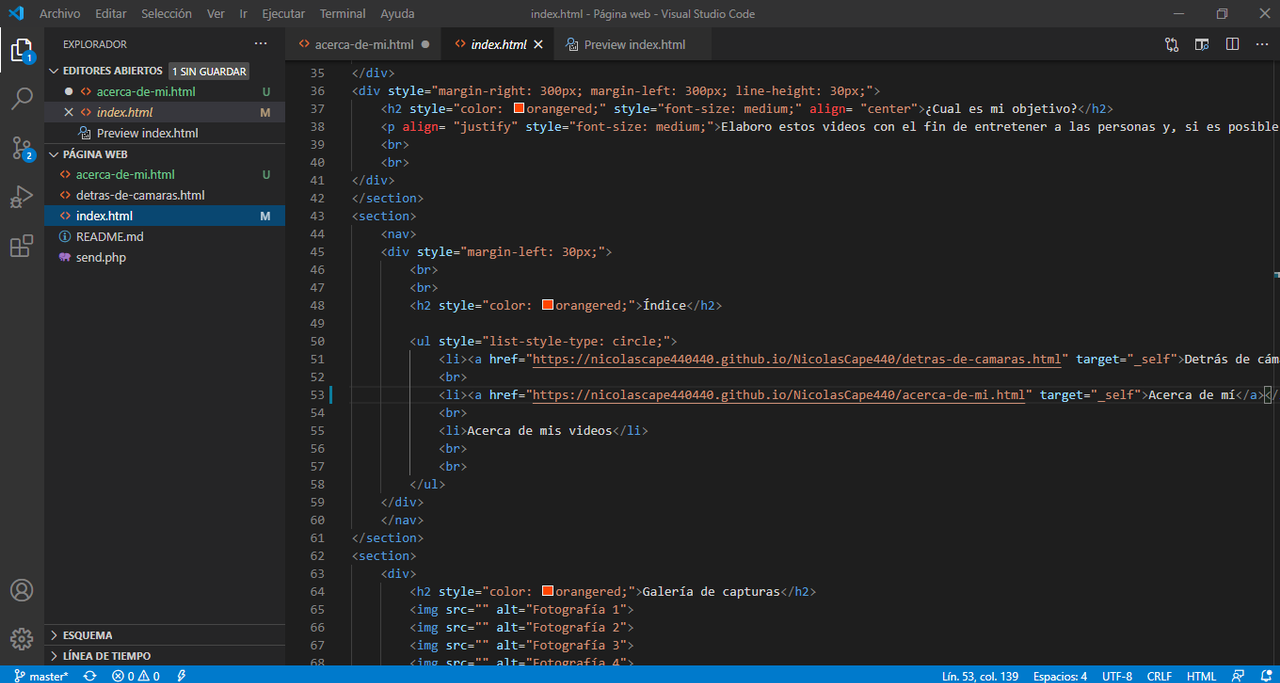 Archivo Editar Selección Ver Ir Ejecutar Terminal Ayuda index.html - Página web - Visual Studio Code
EXPLORADOR
EDITORES ABIERTOS 1 SIN GUARDAR
acerca-de-mi.html U
index.html M
Preview index.html
PÁGINA WEB
acerca-de-mi.html U
detras-de-camaras.html
index.html M
README.md
send.php
ESQUEMA
LÍNEA DE TIEMPO
1
2
acerca-de-mi.html index.html Preview index.html
35 </div>
36 <div style="margin-right: 300px; margin-left: 300px; line-height: 30px;">
37 <h2 style="color: orangered;" style="font-size: medium;" align= "center">¿Cual es mi objetivo?</h2>
38 <p align= "justify" style="font-size: medium;">Elaboro estos videos con el fin de entretener a las personas y, si es posible
39 <br>
40 <br>
41 </div>
42 </section>
43 <section>
44 <nav>
45 <div style="margin-left: 30px;">
46 <br>
47 <br>
48 <h2 style="color: orangered;">Índice</h2>
49
50 <ul style="list-style-type: circle;">
51 <li><a href="https://nicolascape440440.github.io/NicolasCape440/detras-de-camaras.html" target="_self">Detrás de cám
52 <br>
53 <li><a href="https://nicolascape440440.github.io/NicolasCape440/acerca-de-mi.html" target="_self">Acerca de mí</a></
54 <br>
55 <li>Acerca de mis videos</li>
56 <br>
57 <br>
58 </ul>
59 </div>
60 </nav>
61 </section>
62 <section>
63 <div>
64 <h2 style="color: orangered;">Galería de capturas</h2>
65 <img src="" alt="Fotografía 1">
66 <img src="" alt="Fotografía 2">
67 <img src="" alt="Fotografía 3">
68 <img src="" alt="Fotografía 4">
master* 0 0 Lín. 53, col. 139 Espacios: 4 UTF-8 CRLF HTML